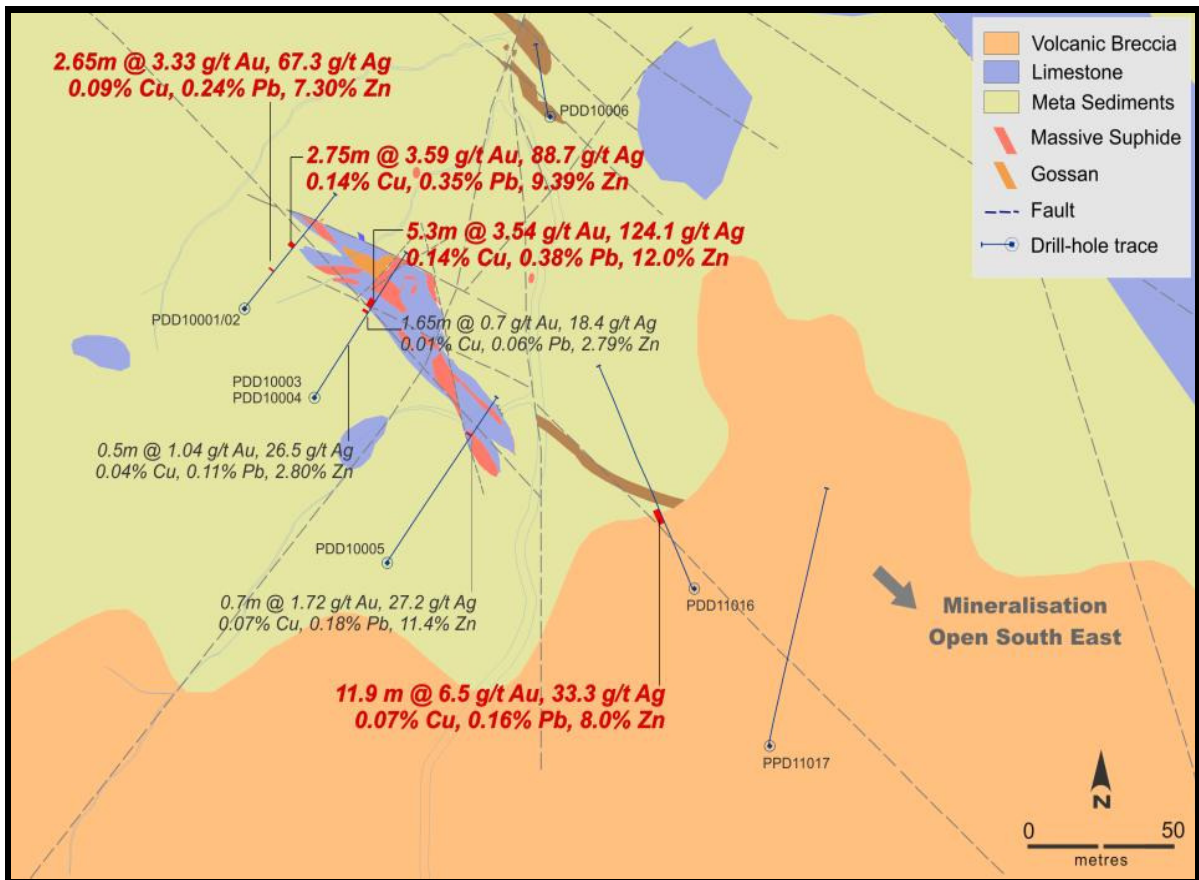 2.65m @ 3.33 g/t Au, 67.3 g/t Ag
0.09% Cu, 0.24% Pb, 7.30% Zn
PDD10006
2.75m @ 3.59 g/t Au, 88.7 g/t Ag
0.14% Cu, 0.35% Pb, 9.39% Zn
5.3m @ 3.54 g/t Au, 124.1 g/t Ag
0.14% Cu, 0.38% Pb, 12.0% Zn
PDD10001/02
1.65m @ 0.7 g/t Au, 18.4 g/t Ag
0.01% Cu, 0.06% Pb, 2.79% Zn
PDD10003
PDD10004
0.5m @ 1.04 g/t Au, 26.5 g/t Ag
0.04% Cu, 0.11% Pb, 2.80% Zn
PDD10005
0.7m @ 1.72 g/t Au, 27.2 g/t Ag
0.07% Cu, 0.18% Pb, 11.4% Zn
PDD11016
Mineralisation
Open South East
11.9 m @ 6.5 g/t Au, 33.3 g/t Ag
0.07% Cu, 0.16% Pb, 8.0% Zn
PPD11017
Volcanic Breccia
Limestone
Meta Sediments
Massive Suphide
Gossan
Fault
Drill-hole trace
N
0 50
metres